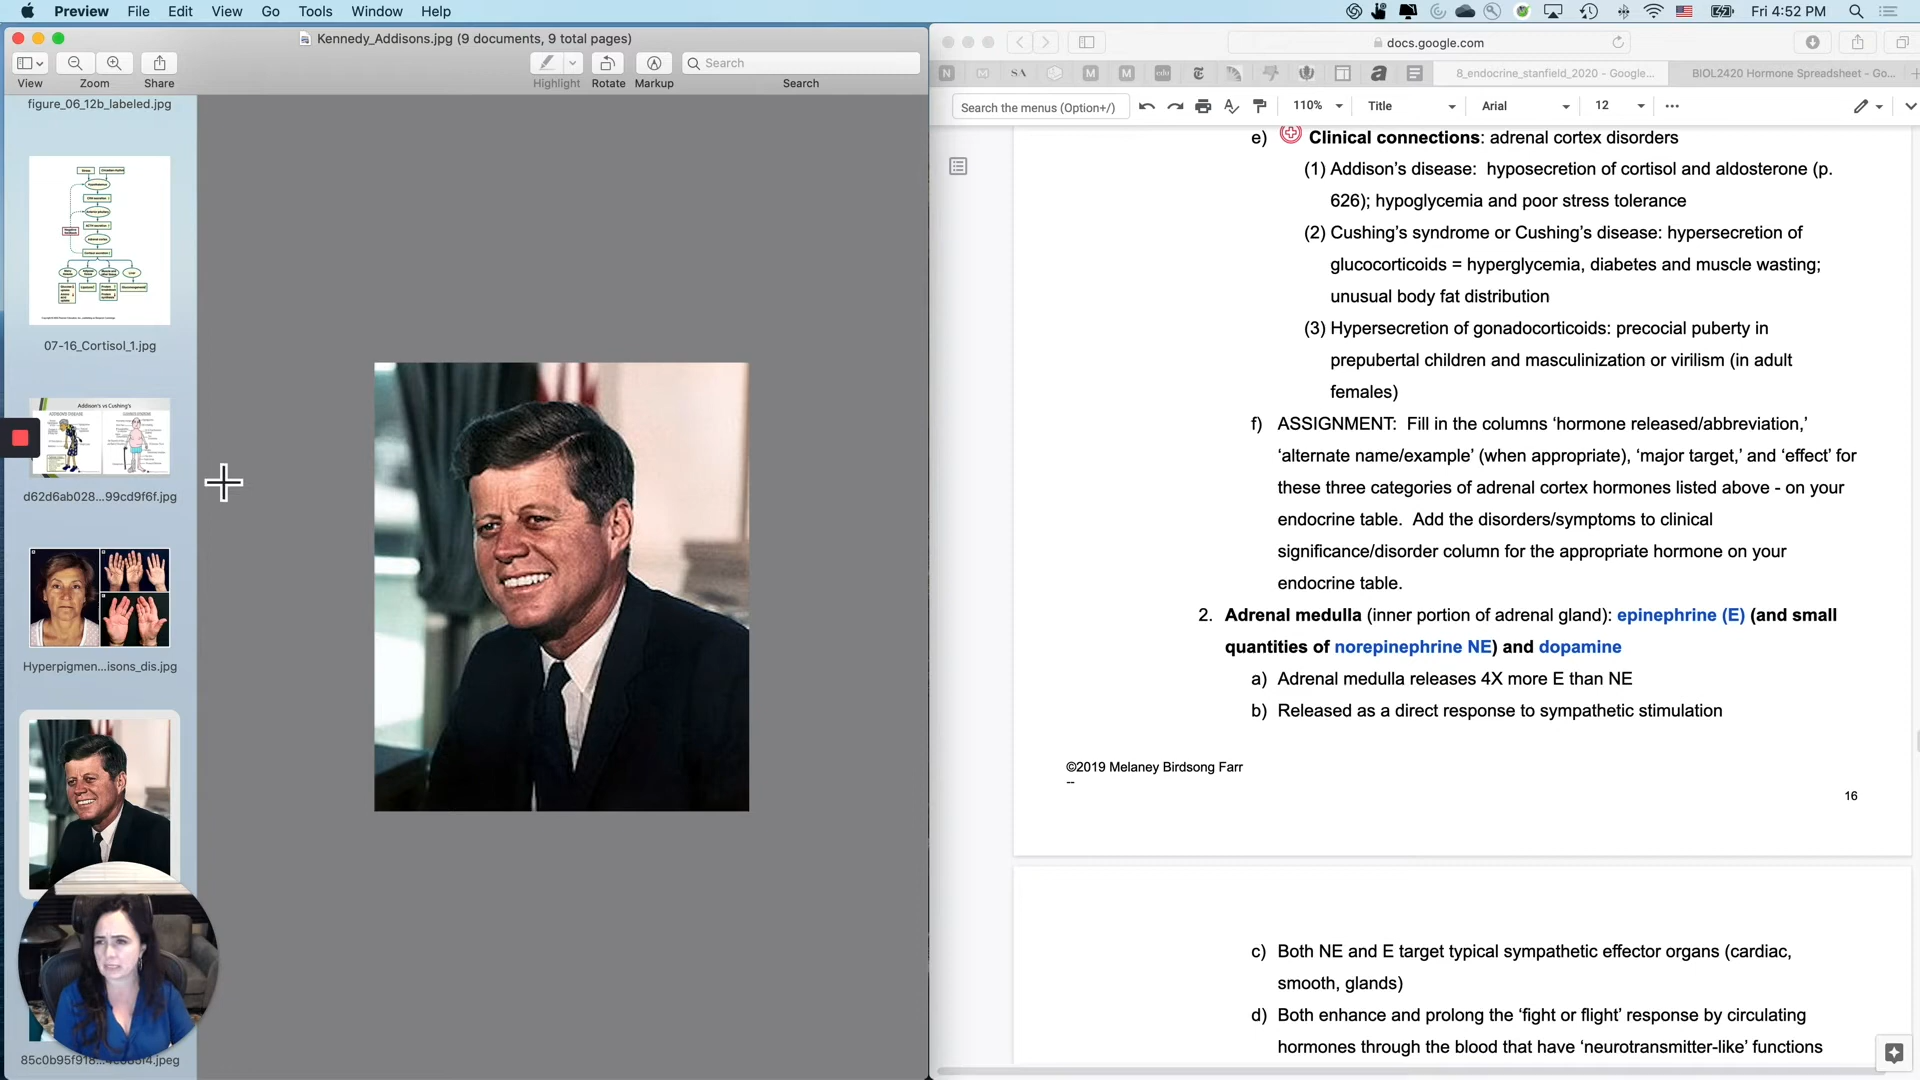 Preview File Edit View Go Tools Window Help
Fri 4:52 PM
Kennedy_Addisons.jpg (9 documents, 9 total pages)
Search
View Zoom Share Highlight Rotate Markup Search
figure_06_12b_labeled.jpg
07-16_Cortisol_1.jpg
Addison's vs Cushing's
d62d6ab028...99cd9f6f.jpg
Hyperpigmen...isons_dis.jpg
docs.google.com
8_endocrine_stanfield_2020 - Google...
BIOL2420 Hormone Spreadsheet - Go...
Search the menus (Option+/)
110% Title Arial 12
e) Clinical connections: adrenal cortex disorders
(1) Addison’s disease: hyposecretion of cortisol and aldosterone (p.
626); hypoglycemia and poor stress tolerance
(2) Cushing’s syndrome or Cushing’s disease: hypersecretion of
glucocorticoids = hyperglycemia, diabetes and muscle wasting;
unusual body fat distribution
(3) Hypersecretion of gonadocorticoids: precocial puberty in
prepubertal children and masculinization or virilism (in adult
females)
f) ASSIGNMENT: Fill in the columns ‘hormone released/abbreviation,’
‘alternate name/example’ (when appropriate), ‘major target,’ and ‘effect’ for
these three categories of adrenal cortex hormones listed above - on your
endocrine table. Add the disorders/symptoms to clinical
significance/disorder column for the appropriate hormone on your
endocrine table.
2. Adrenal medulla (inner portion of adrenal gland): epinephrine (E) (and small
quantities of norepinephrine NE) and dopamine
a) Adrenal medulla releases 4X more E than NE
b) Released as a direct response to sympathetic stimulation
©2019 Melaney Birdsong Farr
--
16
c) Both NE and E target typical sympathetic effector organs (cardiac,
smooth, glands)
d) Both enhance and prolong the ‘fight or flight’ response by circulating
hormones through the blood that have ‘neurotransmitter-like’ functions